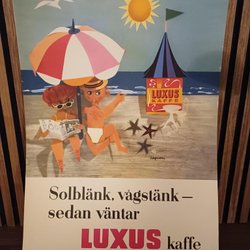 LUXUS
KAFFE
Solblänk, vågstänk –
sedan väntar
LUXUS kaffe